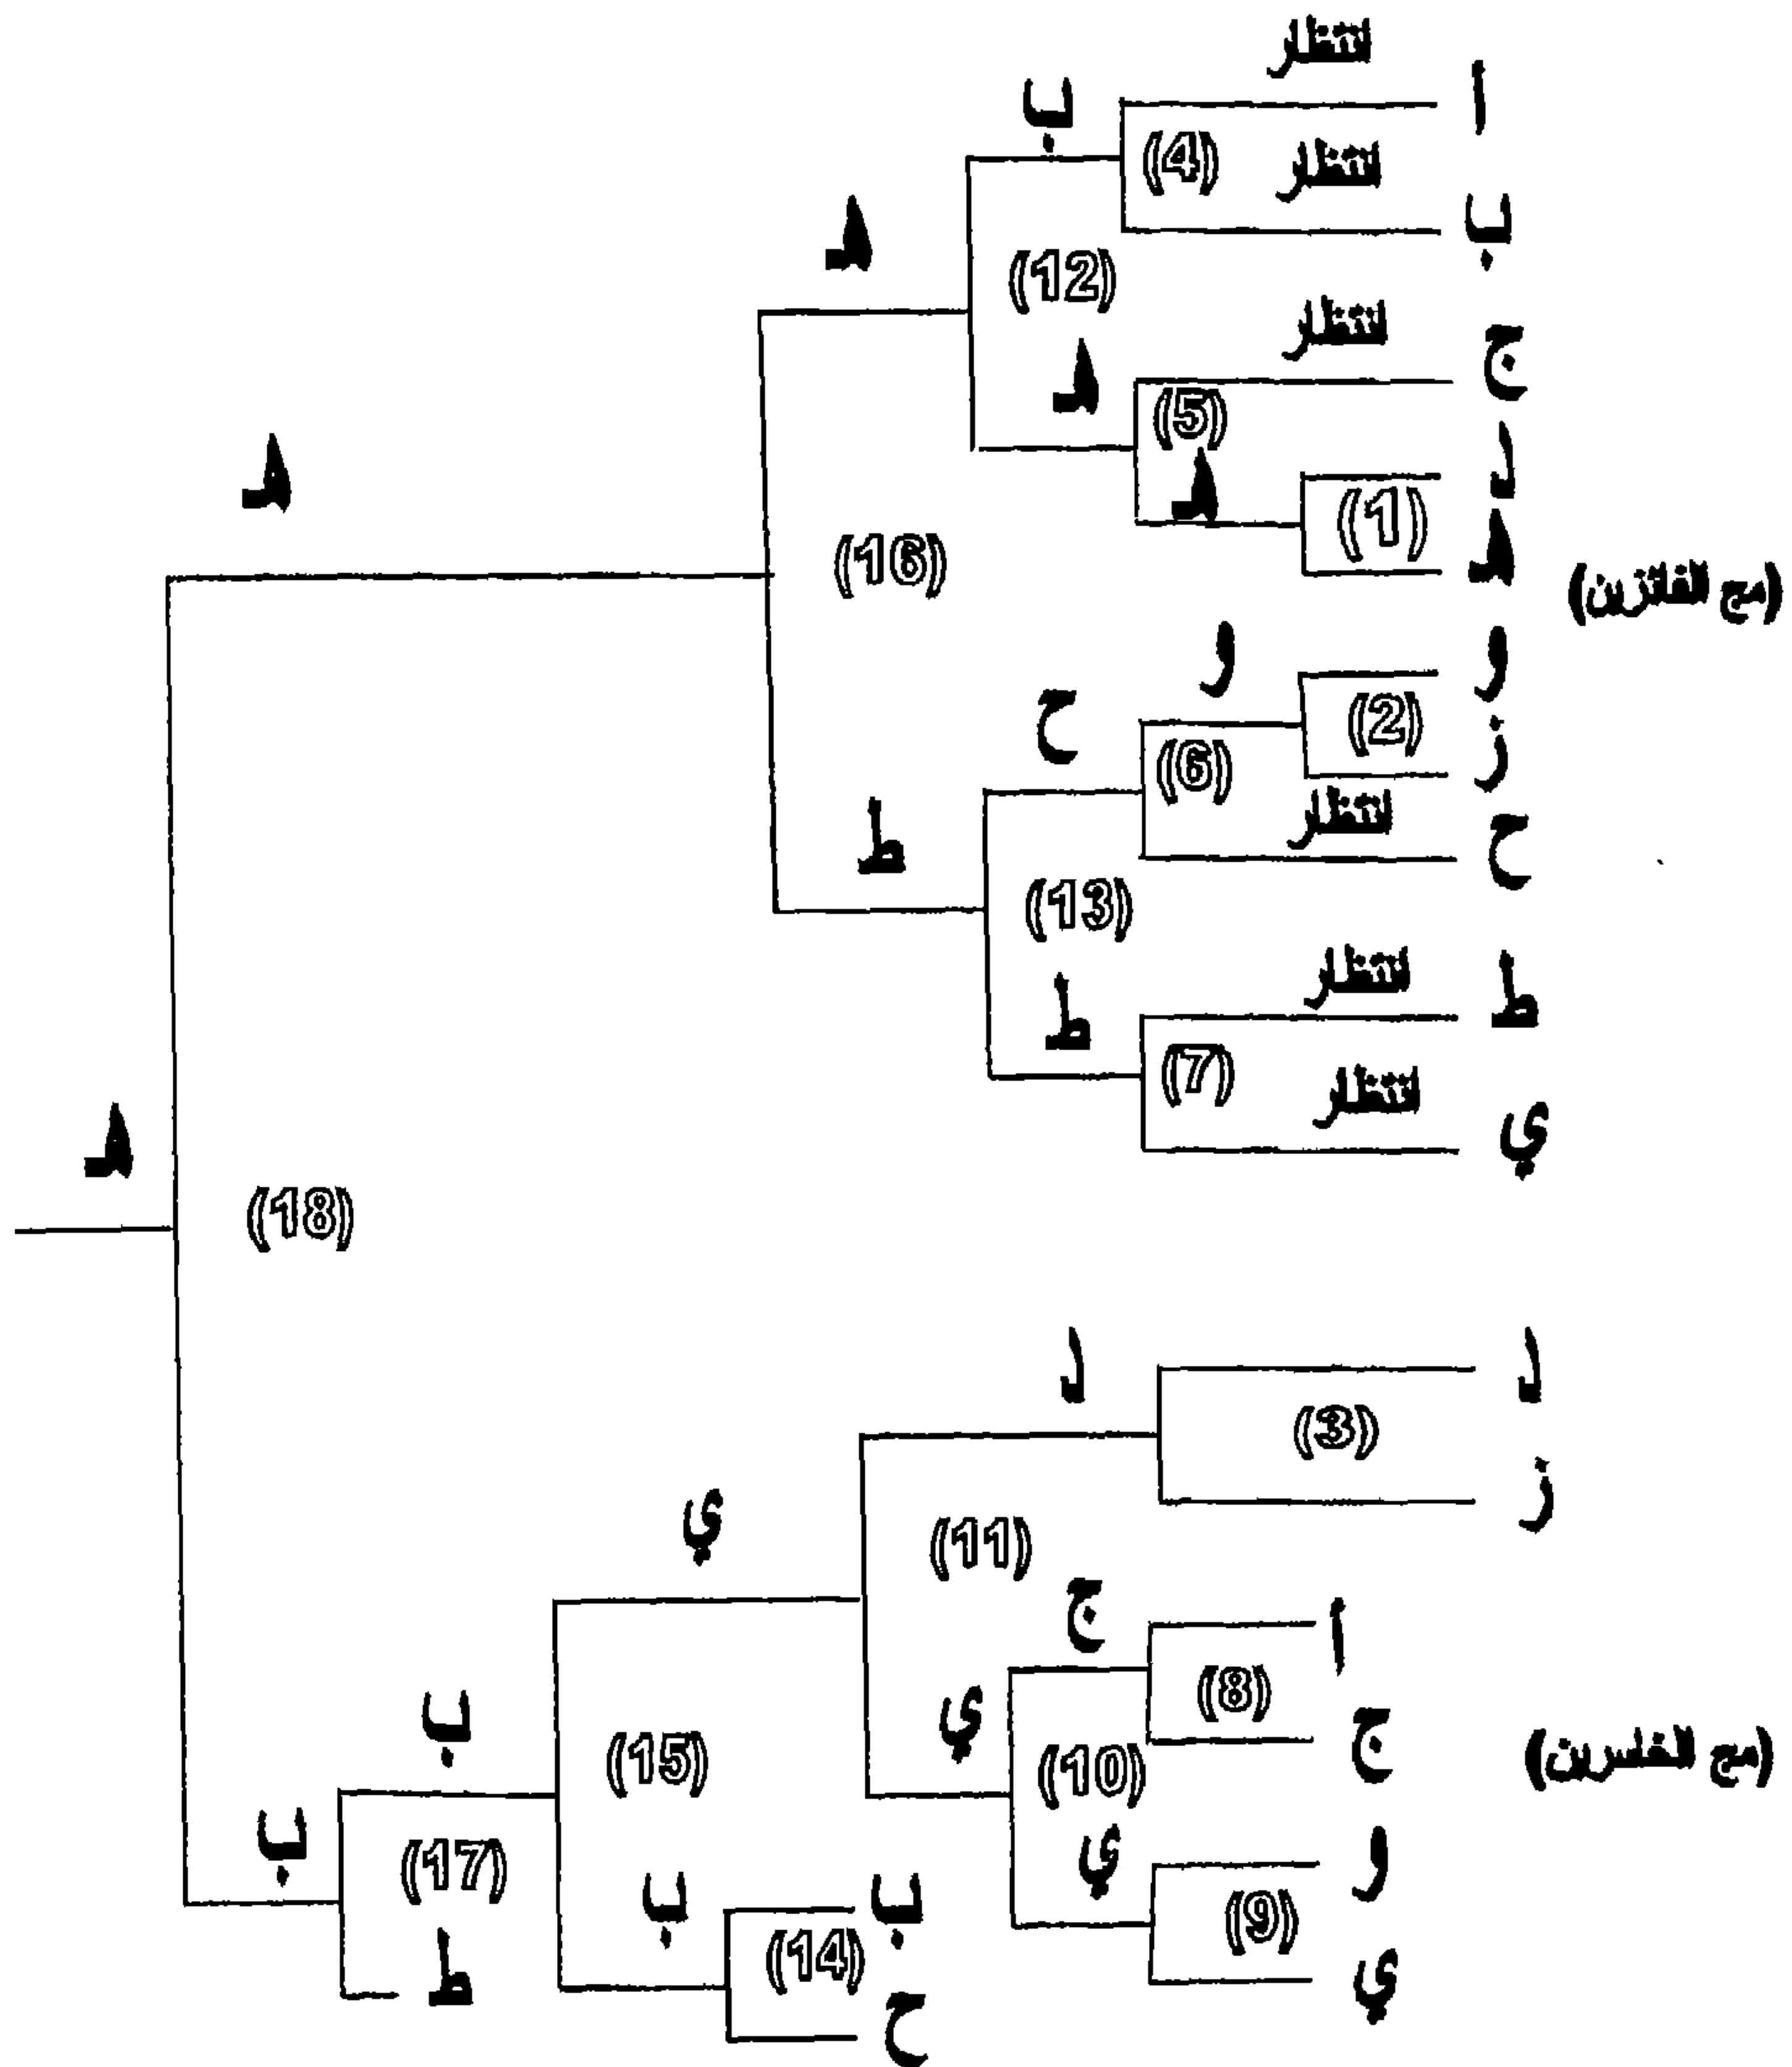 انتظار
أ
ب
(4)
انتظار
ب
هـ
(12)
انتظار
ج
هـ
(5)
د
هـ
هـ
(1)
هـ
(مع الفائزين)
(16)
و
و
(2)
ح
ز
(6)
انتظار
ح
ط
(13)
انتظار
ط
ط
(7)
انتظار
ي
هـ
(18)
د
د
(3)
ز
ي
(11)
ج
أ
(8)
ي
ج
(مع الخاسرين)
ب
(15)
(10)
ب
(17)
ي
و
ب
ب
(9)
ط
(14)
ي
ح